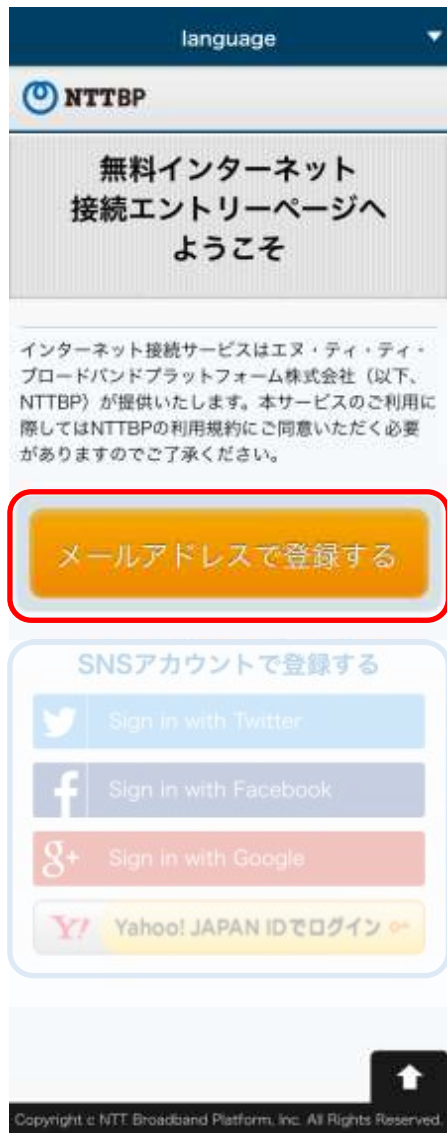 language
NTTBP
無料インターネット
接続エントリーページへ
ようこそ
インターネット接続サービスはエヌ・ティ・ティ・
ブロードバンドプラットフォーム株式会社（以下、
NTTBP）が提供いたします。本サービスのご利用に
際してはNTTBPの利用規約にご同意いただく必要
がありますのでご了承ください。
メールアドレスで登録する
SNSアカウントで登録する
Sign in with Twitter
f Sign in with Facebook
g+ Sign in with Google
Y! Yahoo! JAPAN IDでログイン
Copyright c NTT Broadband Platform, Inc. All Rights Reserved.